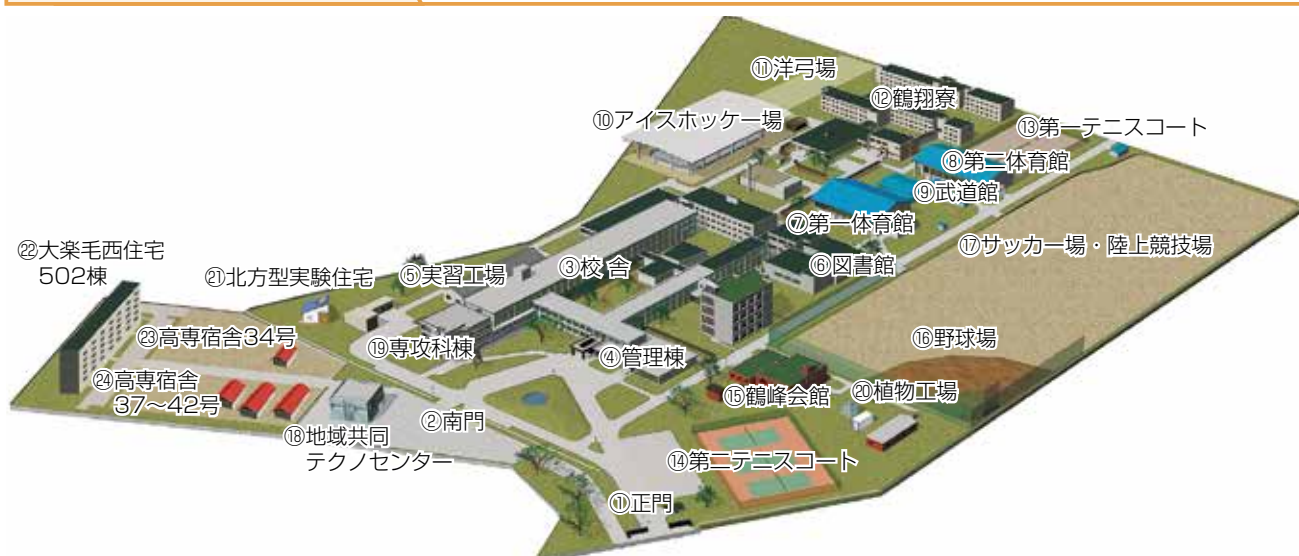 ⑪洋弓場
⑫鶴翔寮
⑩アイスホッケー場
⑬第一テニスコート
⑧第二体育館
⑨武道館
⑦第一体育館
⑰サッカー場・陸上競技場
㉒大楽毛西住宅
502棟
㉑北方型実験住宅
⑤実習工場
③校舎
⑥図書館
㉓高専宿舎34号
⑲専攻科棟
④管理棟
⑯野球場
㉔高専宿舎
37～42号
⑮鶴峰会館
⑳植物工場
②南門
⑱地域共同
テクノセンター
⑭第二テニスコート
①正門